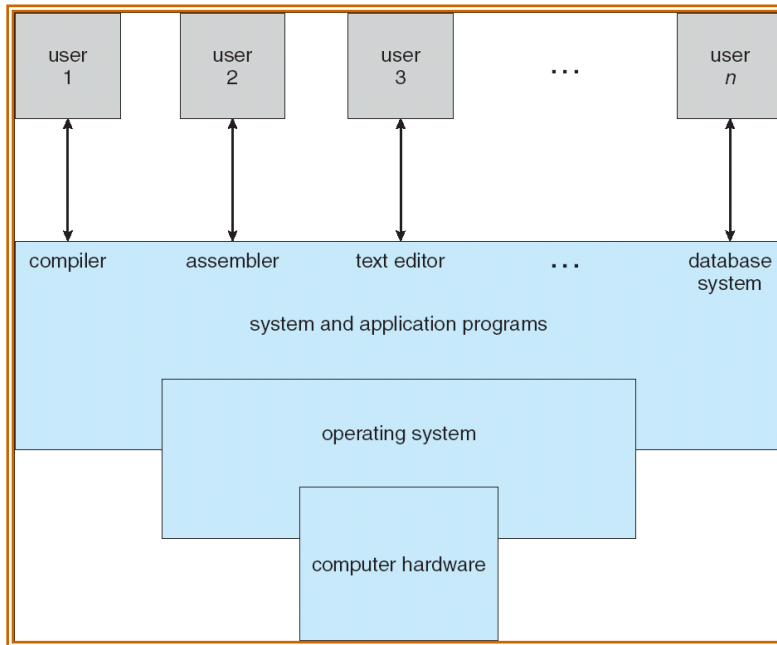 user
1
user
2
user
3
...
user
n
compiler
assembler
text editor
...
database
system
system and application programs
operating system
computer hardware